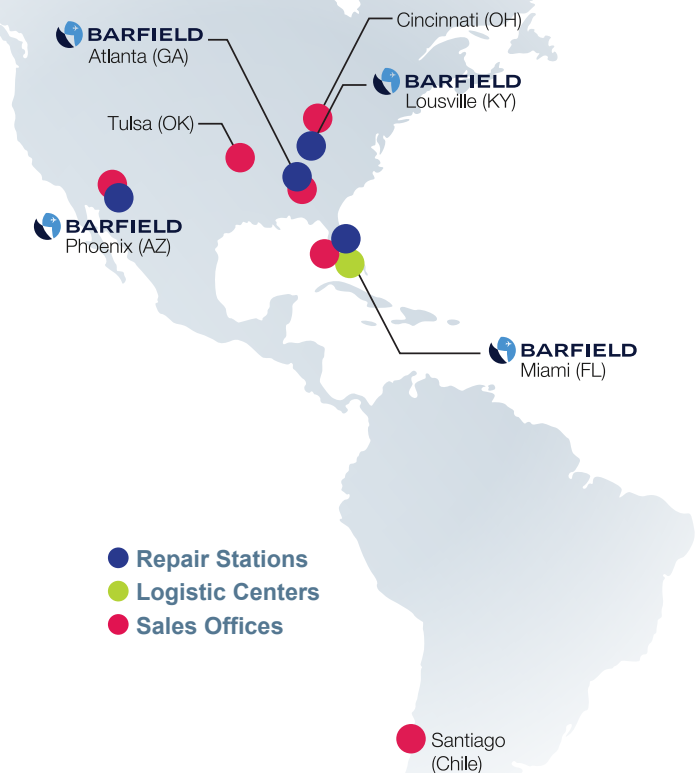 Cincinnati (OH)
BARFIELD
Atlanta (GA)
BARFIELD
Lousville (KY)
Tulsa (OK)
BARFIELD
Phoenix (AZ)
BARFIELD
Miami (FL)
Repair Stations
Logistic Centers
Sales Offices
Santiago
(Chile)